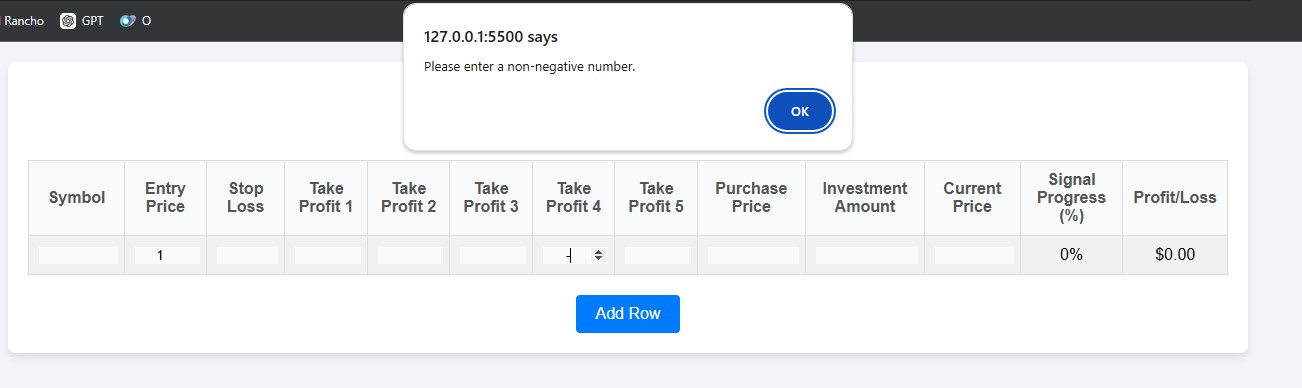 Rancho GPT O
127.0.0.1:5500 says
Please enter a non-negative number.
OK
Symbol
Entry
Price
Stop
Loss
Take
Profit 1
Take
Profit 2
Take
Profit 3
Take
Profit 4
Take
Profit 5
Purchase
Price
Investment
Amount
Current
Price
Signal
Progress
(%)
Profit/Loss
1
-
0%
$0.00
Add Row